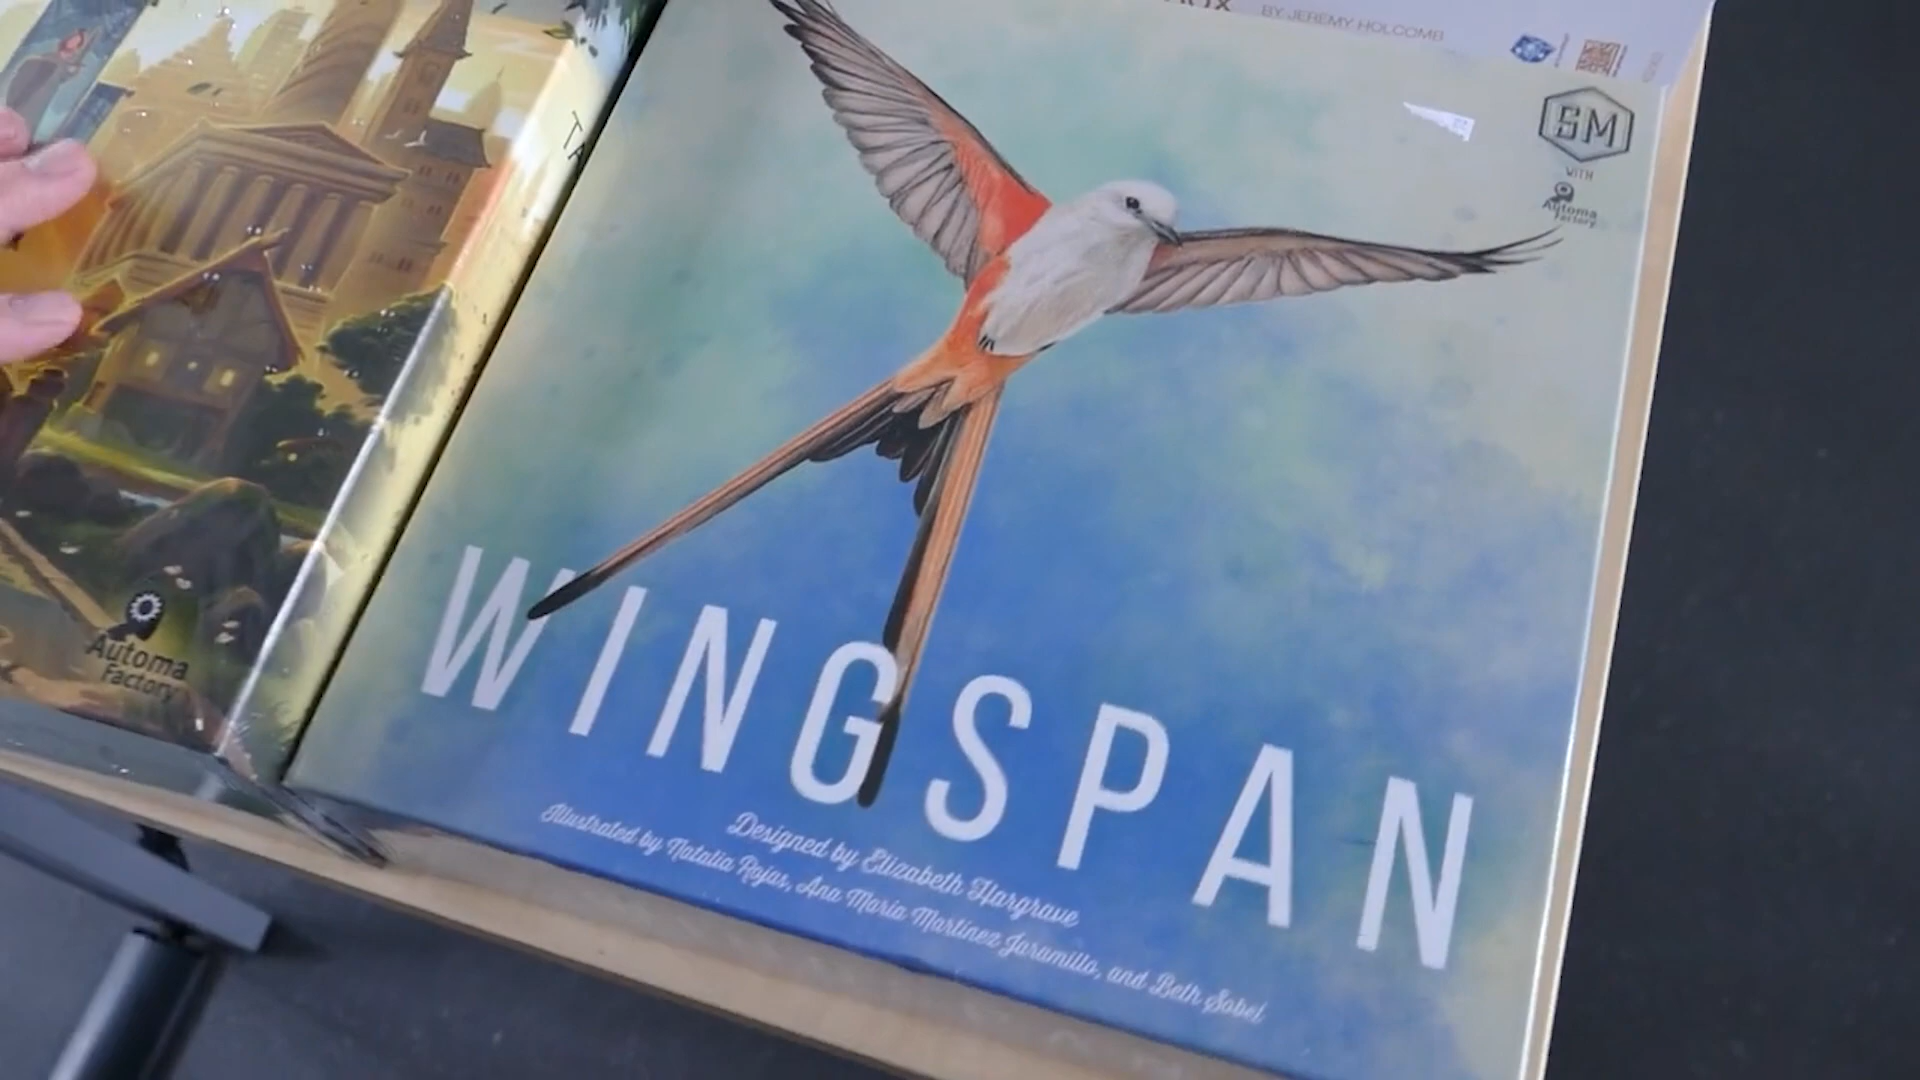 BY JEREMY HOLCOMB
SM
WITH
Automa
Factory
TA
Automa
Factory
WINGSPAN
Designed by Elizabeth Hargrave
Illustrated by Natalia Rojas, Ana Maria Martinez Jaramillo, and Beth Sobel